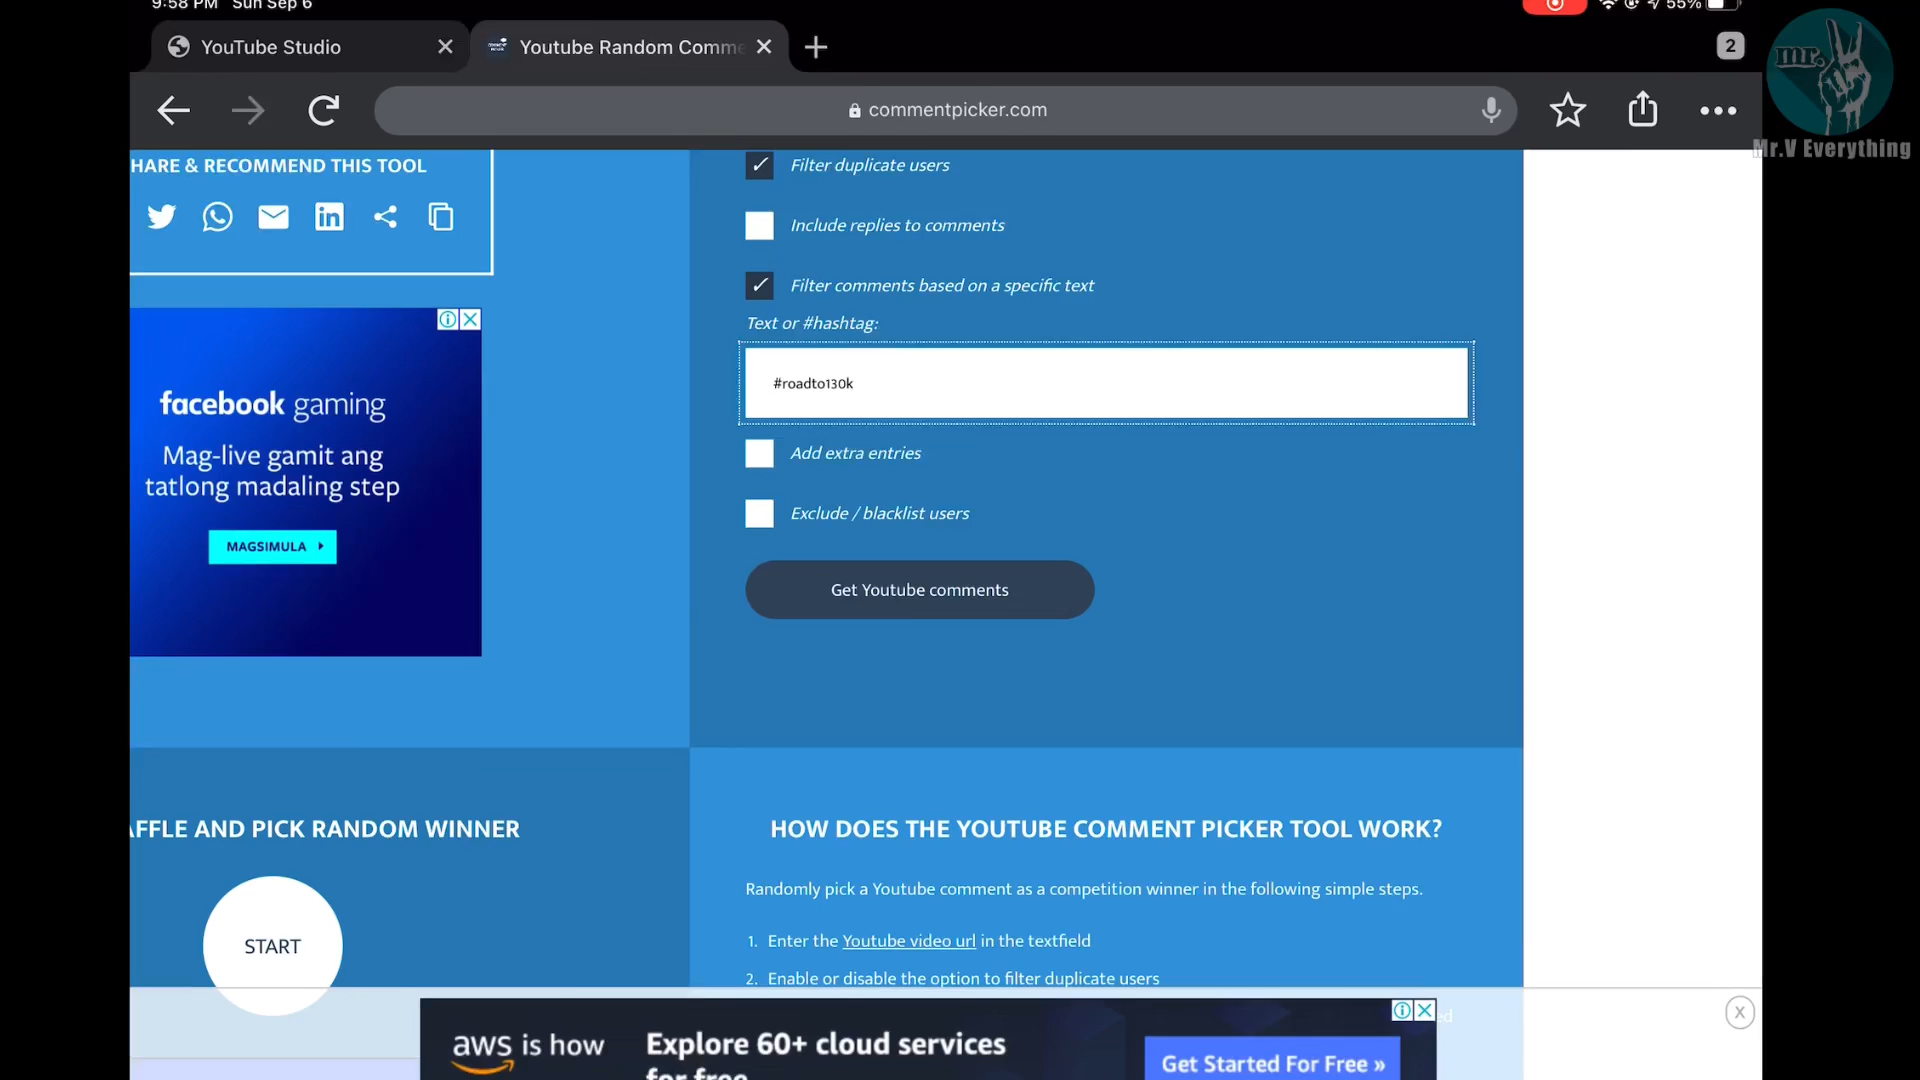 9:58 PM Sun Sep 6
55%
YouTube Studio
Youtube Random Comme
2
commentpicker.com
mr.
Mr.V Everything
HARE & RECOMMEND THIS TOOL
Filter duplicate users
Include replies to comments
Filter comments based on a specific text
Text or #hashtag:
#roadto130k
Add extra entries
Exclude / blacklist users
Get Youtube comments
facebook gaming
Mag-live gamit ang
tatlong madaling step
MAGSIMULA
AFFLE AND PICK RANDOM WINNER
START
HOW DOES THE YOUTUBE COMMENT PICKER TOOL WORK?
Randomly pick a Youtube comment as a competition winner in the following simple steps.
1. Enter the Youtube video url in the textfield
2. Enable or disable the option to filter duplicate users
ed
X
aws is how
Explore 60+ cloud services
for free
Get Started For Free »